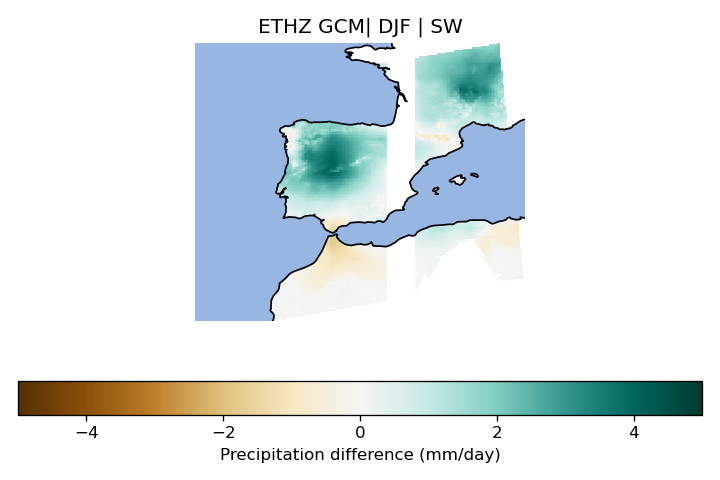 ETHZ GCM| DJF | SW
−4 −2 0 2 4
Precipitation difference (mm/day)